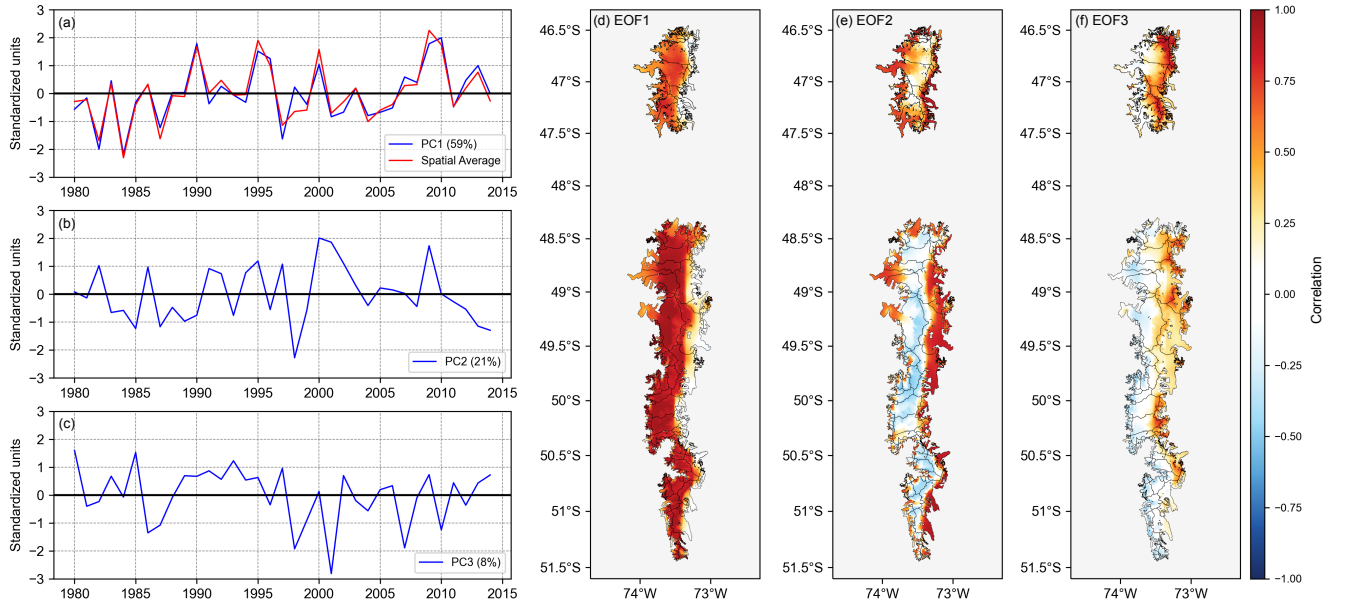 (a)
Standardized units
3
2
1
0
−1
−2
−3
PC1 (59%)
Spatial Average
1980 1985 1990 1995 2000 2005 2010 2015
(b)
Standardized units
3
2
1
0
−1
−2
−3
PC2 (21%)
1980 1985 1990 1995 2000 2005 2010 2015
(c)
Standardized units
3
2
1
0
−1
−2
−3
PC3 (8%)
1980 1985 1990 1995 2000 2005 2010 2015
(d) EOF1
46.5°S
47°S
47.5°S
48°S
48.5°S
49°S
49.5°S
50°S
50.5°S
51°S
51.5°S
74°W 73°W
(e) EOF2
46.5°S
47°S
47.5°S
48°S
48.5°S
49°S
49.5°S
50°S
50.5°S
51°S
51.5°S
74°W 73°W
(f) EOF3
46.5°S
47°S
47.5°S
48°S
48.5°S
49°S
49.5°S
50°S
50.5°S
51°S
51.5°S
74°W 73°W
1.00
0.75
0.50
0.25
0.00
−0.25
−0.50
−0.75
−1.00
Correlation